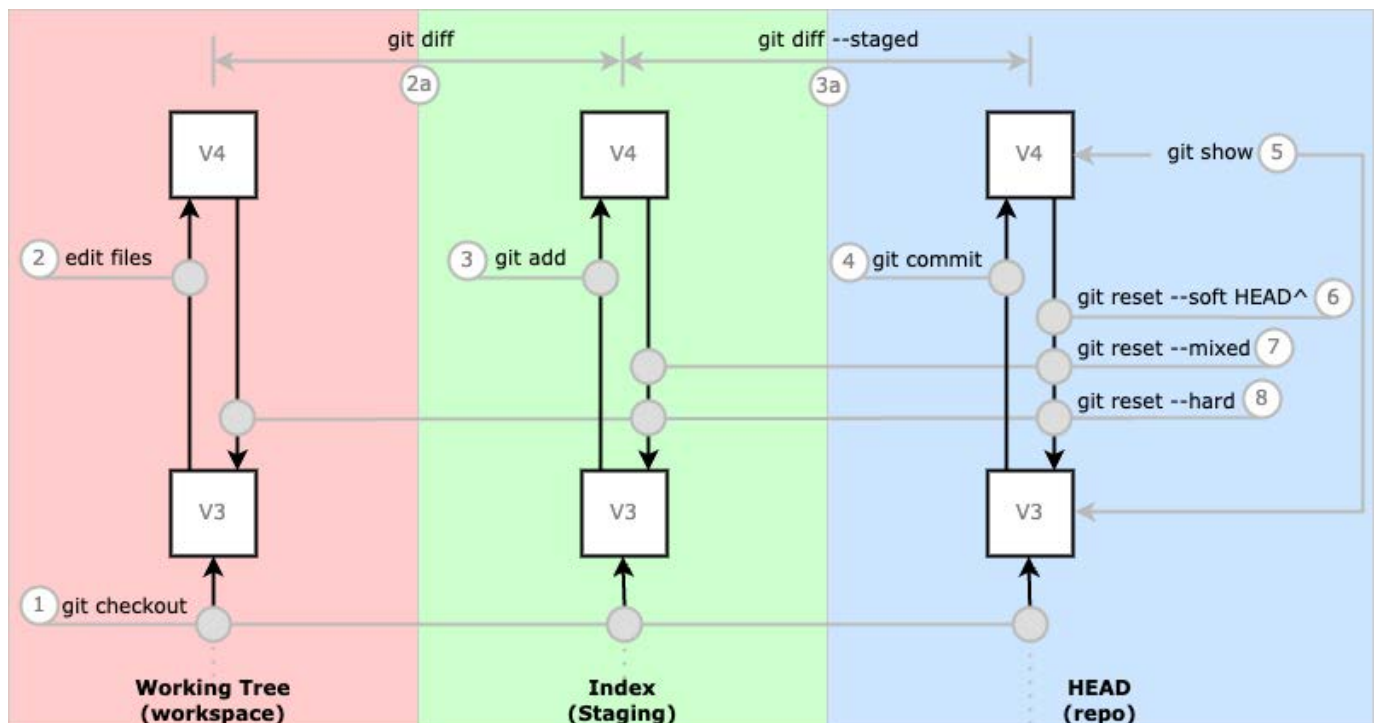 git diff
git diff --staged
2a
3a
V4
V4
V4
git show 5
2 edit files
3 git add
4 git commit
git reset --soft HEAD^ 6
git reset --mixed 7
git reset --hard 8
V3
V3
V3
1 git checkout
Working Tree
(workspace)
Index
(Staging)
HEAD
(repo)